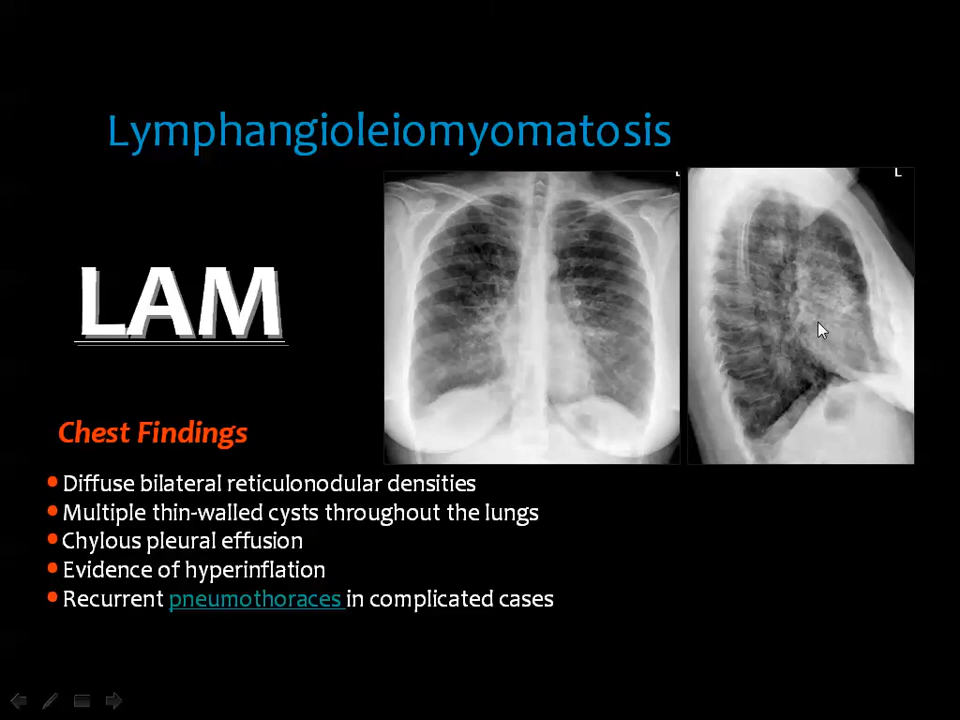 Lymphangioleiomyomatosis
L
LAM
Chest Findings
Diffuse bilateral reticulonodular densities
Multiple thin-walled cysts throughout the lungs
Chylous pleural effusion
Evidence of hyperinflation
Recurrent pneumothoraces in complicated cases